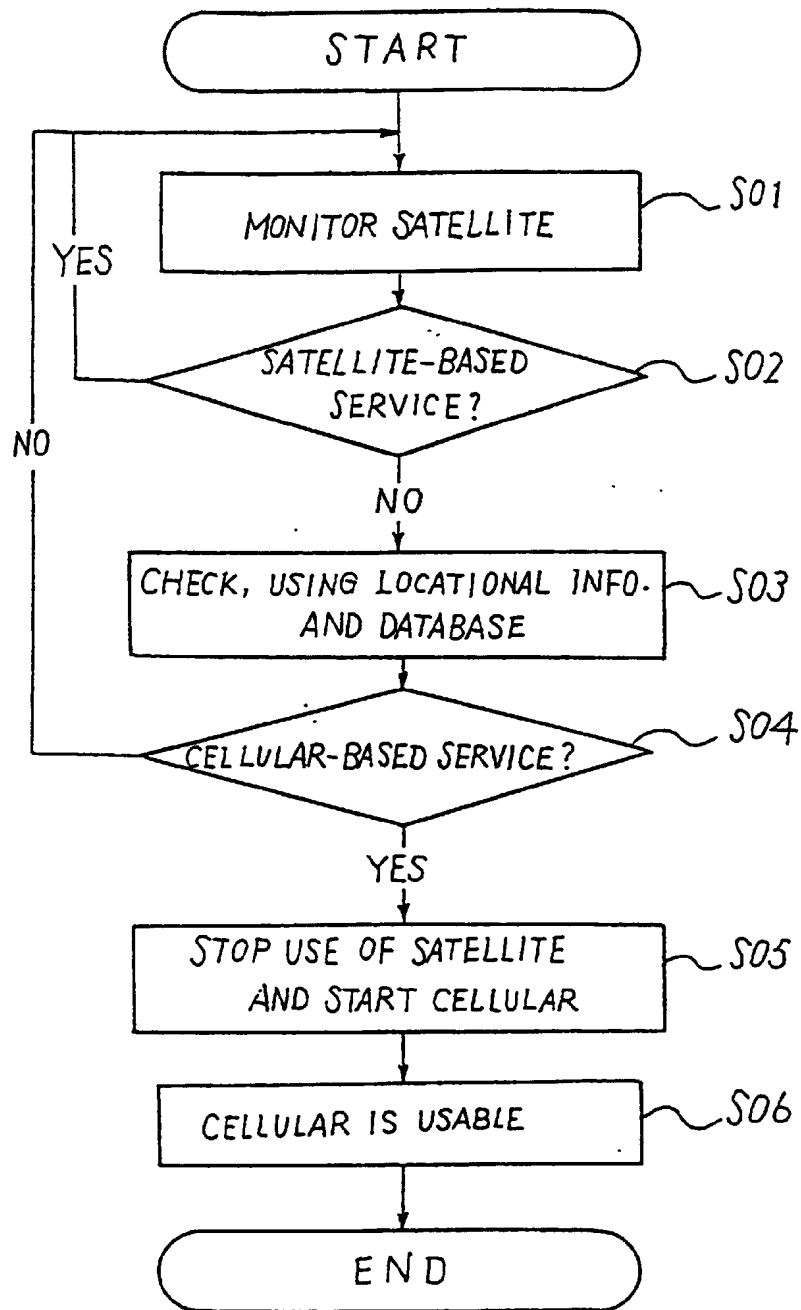 START
MONITOR SATELLITE
S01
YES
SATELLITE-BASED
SERVICE?
S02
NO
NO
CHECK, USING LOCATIONAL INFO.
AND DATABASE
S03
CELLULAR-BASED SERVICE?
S04
YES
STOP USE OF SATELLITE
AND START CELLULAR
S05
CELLULAR IS USABLE
S06
END